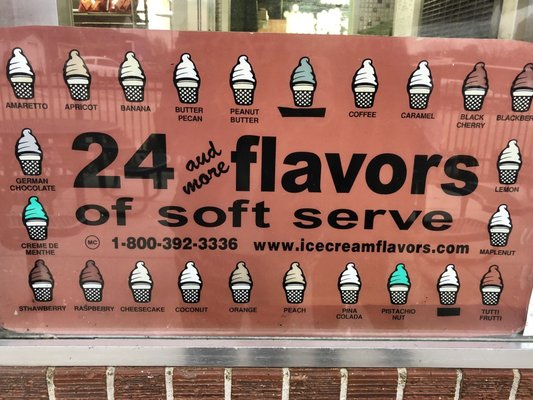 AMARETTO APRICOT BANANA BUTTER PECAN PEANUT BUTTER COFFEE CARAMEL BLACK CHERRY BLACKBER
GERMAN CHOCOLATE
24 and more flavors
LEMON
of soft serve
CREME DE MENTHE
MC 1-800-392-3336 www.icecreamflavors.com
MAPLENUT
STRAWBERRY RASPBERRY CHEESECAKE COCONUT ORANGE PEACH PINA COLADA PISTACHIO NUT TUTTI FRUTTI